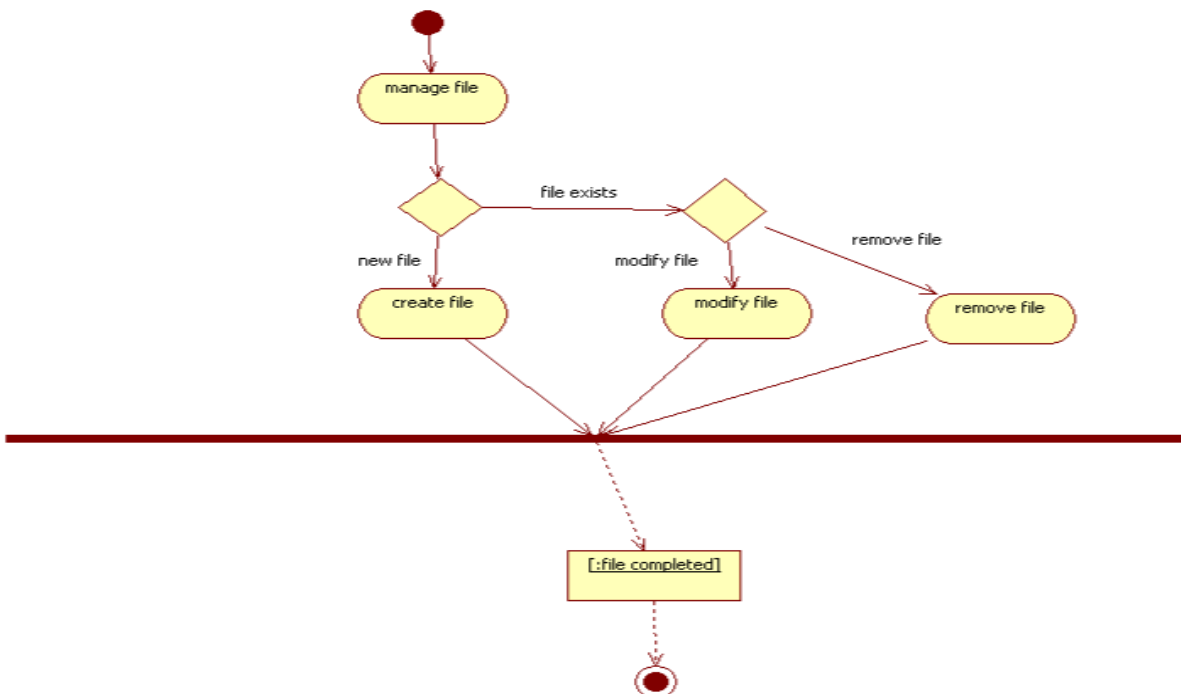 manage file
file exists
remove file
new file
modify file
create file
modify file
remove file
[:file completed]